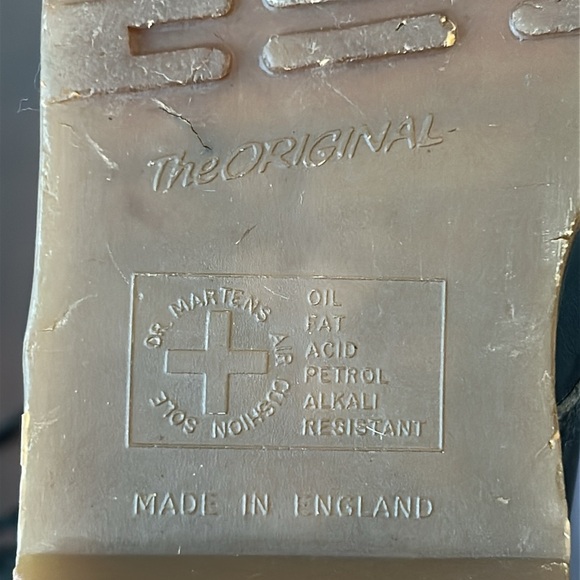 The ORIGINAL
DR. MARTENS AIR CUSHION SOLE
OIL
FAT
ACID
PETROL
ALKALI
RESISTANT
MADE IN ENGLAND